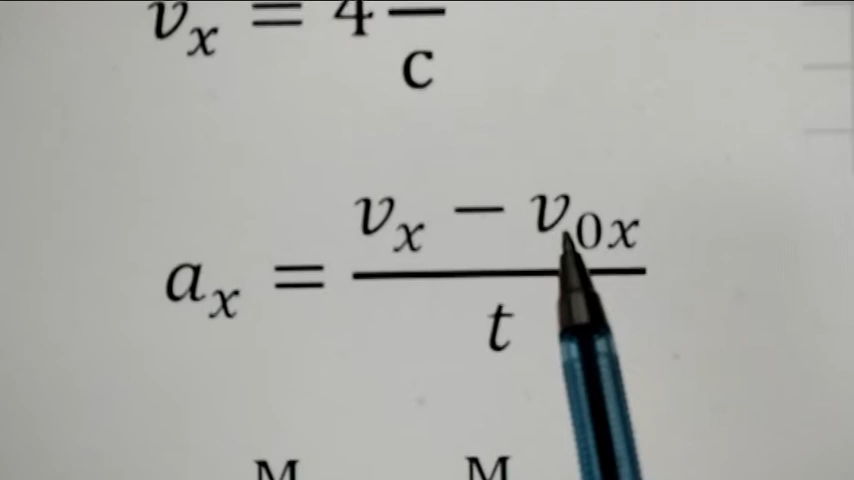 vₓ = 4 —
с
aₓ = (vₓ − v₀ₓ) / t
М М